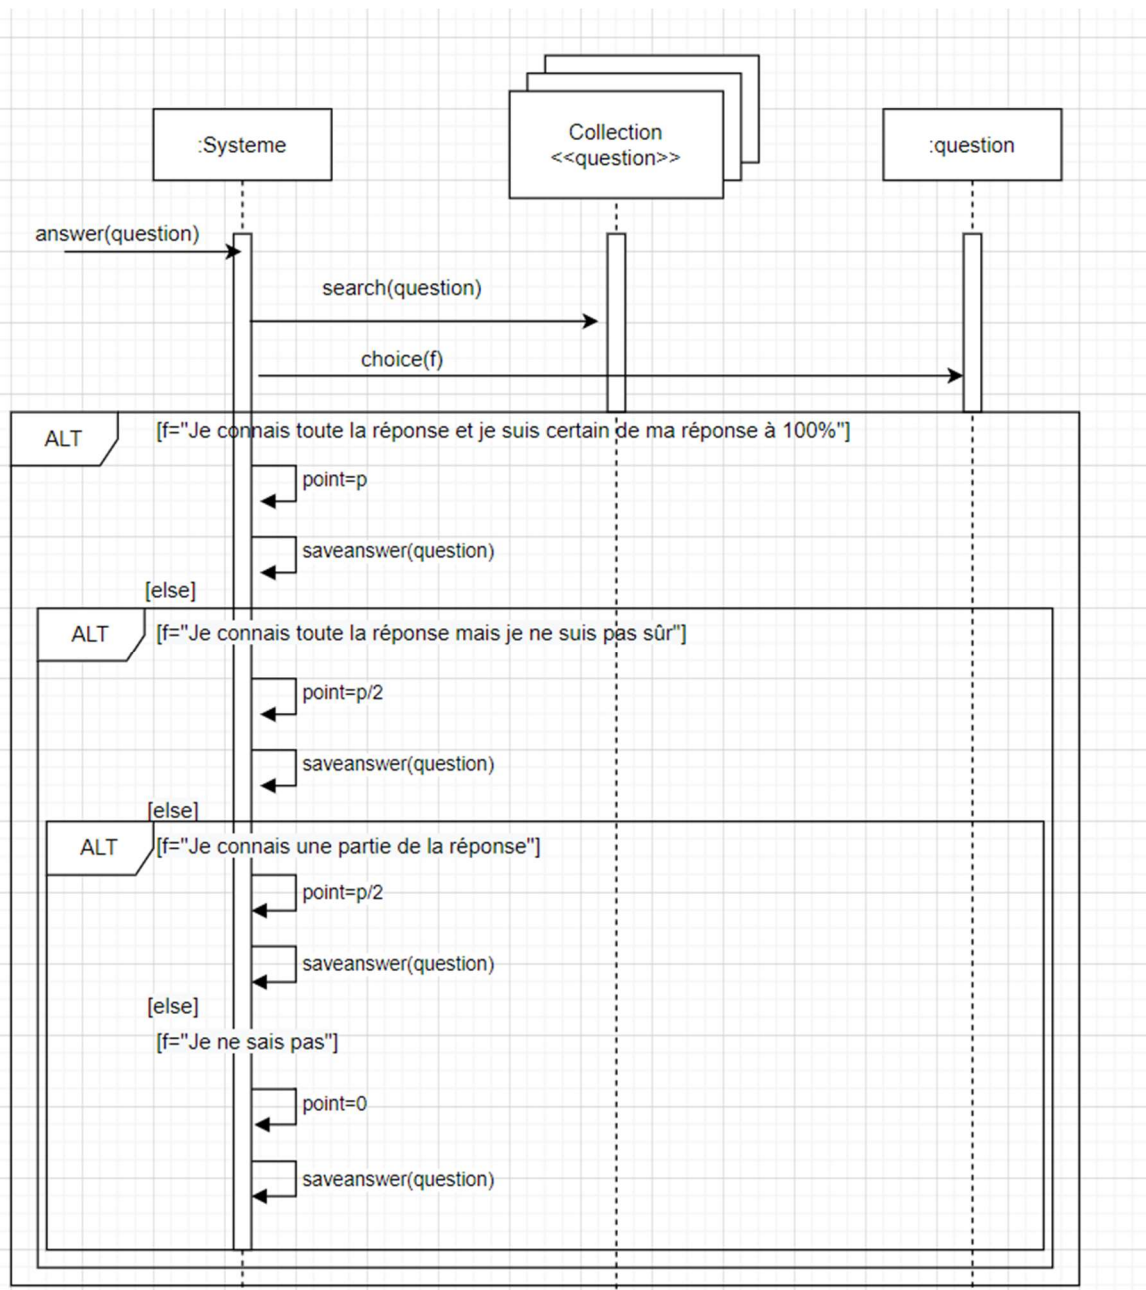 :Systeme
Collection
<<question>>
:question
answer(question)
search(question)
choice(f)
ALT
[f="Je connais toute la réponse et je suis certain de ma réponse à 100%"]
point=p
saveanswer(question)
[else]
ALT
[f="Je connais toute la réponse mais je ne suis pas sûr"]
point=p/2
saveanswer(question)
[else]
ALT
[f="Je connais une partie de la réponse"]
point=p/2
saveanswer(question)
[else]
[f="Je ne sais pas"]
point=0
saveanswer(question)